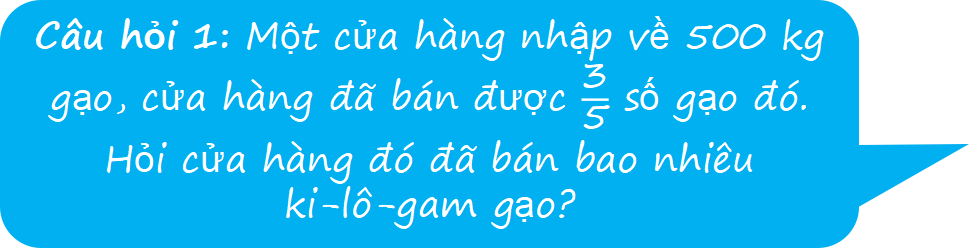 Câu hỏi 1: Một cửa hàng nhập về 500 kg
gạo, cửa hàng đã bán được 3/5 số gạo đó.
Hỏi cửa hàng đó đã bán bao nhiêu
ki-lô-gam gạo?